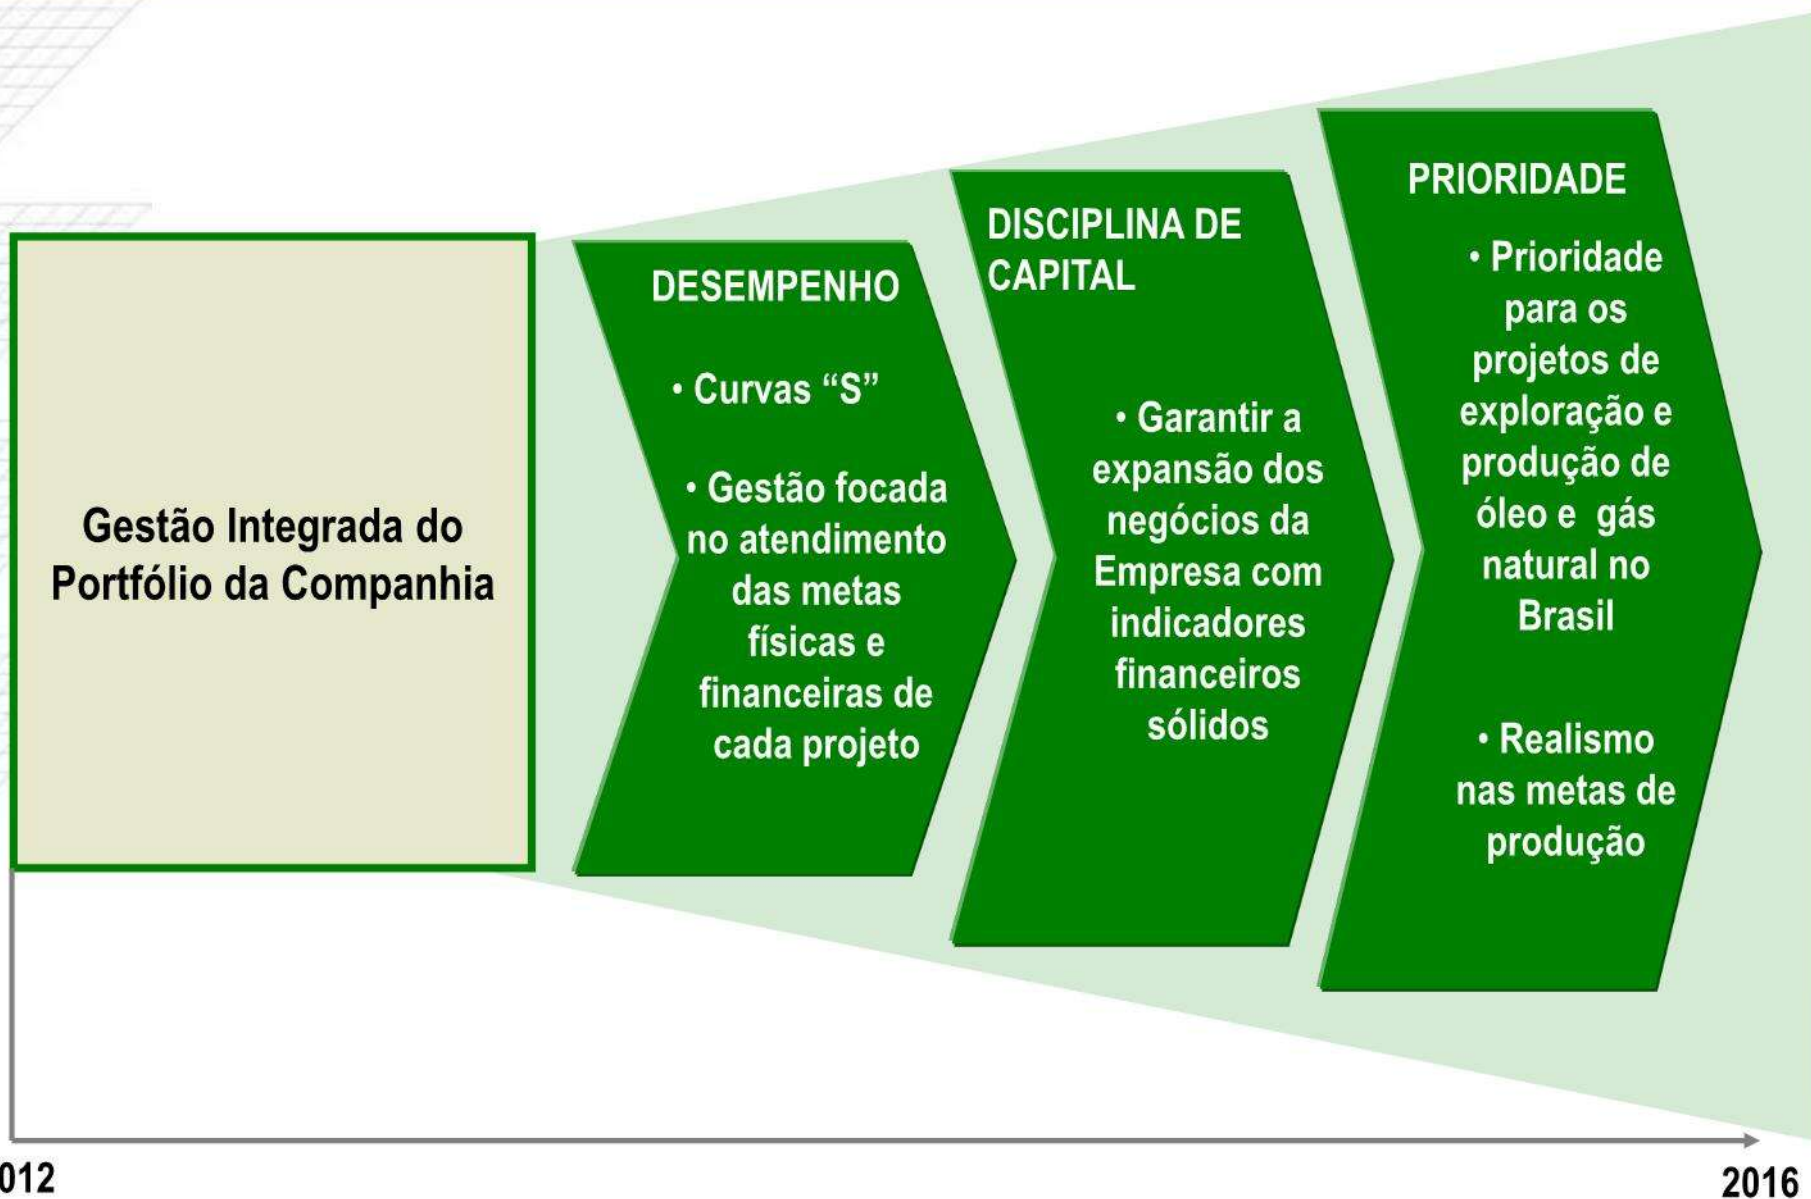 Gestão Integrada do
Portfólio da Companhia
DESEMPENHO
• Curvas “S”
• Gestão focada
no atendimento
das metas
físicas e
financeiras de
cada projeto
DISCIPLINA DE
CAPITAL
• Garantir a
expansão dos
negócios da
Empresa com
indicadores
financeiros
sólidos
PRIORIDADE
• Prioridade
para os
projetos de
exploração e
produção de
óleo e gás
natural no
Brasil
• Realismo
nas metas de
produção
012
2016